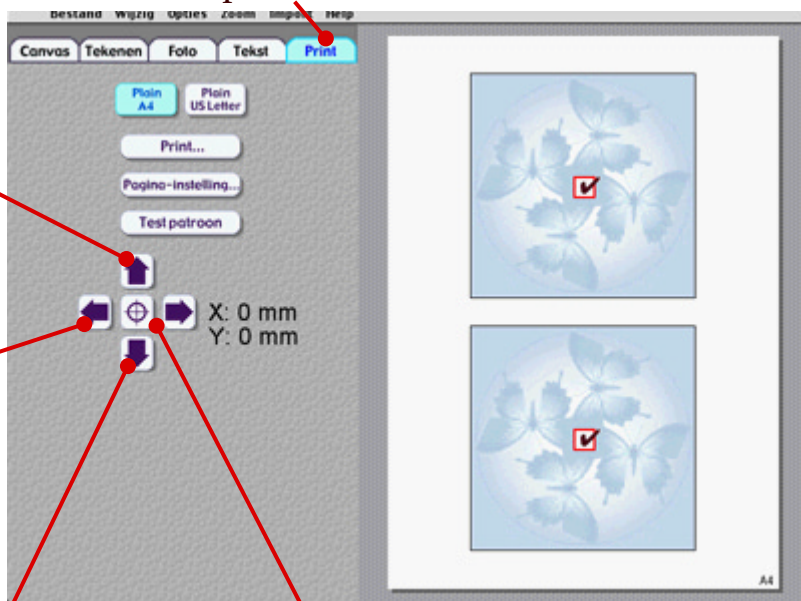 Bestand Wijzig Opties Zoom Import Help
Canvas Tekenen Foto Tekst Print
Plain A4
Plain US Letter
Print...
Pagina-instelling...
Test patroon
X: 0 mm
Y: 0 mm
A4